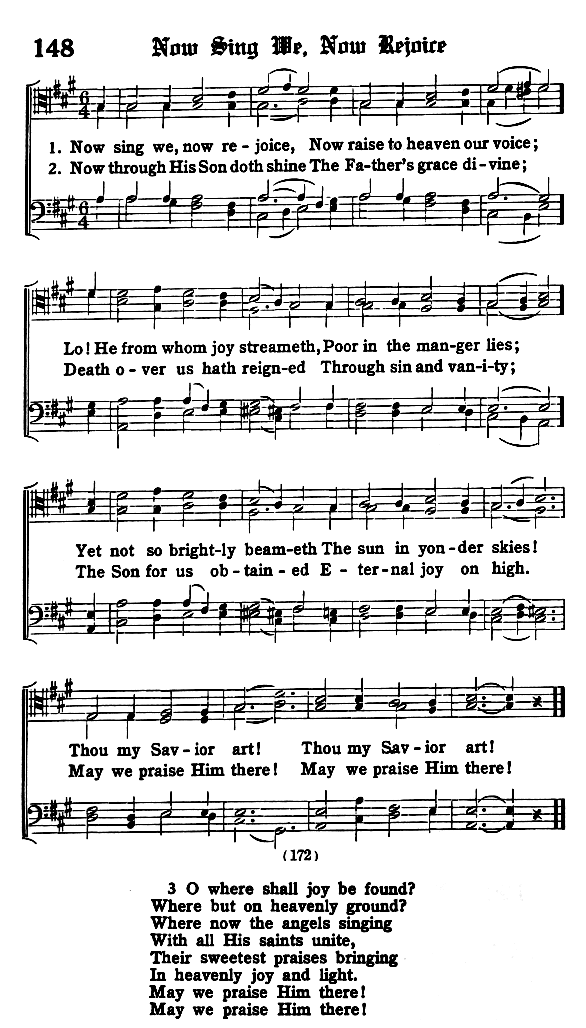 148 Now Sing We, Now Rejoice
6 4
1. Now sing we, now re - joice, Now raise to heaven our voice;
2. Now through His Son doth shine The Fa - ther's grace di - vine;
6 4
Lo! He from whom joy streameth, Poor in the man - ger lies;
Death o - ver us hath reign - ed Through sin and van - i - ty;
Yet not so bright - ly beam - eth The sun in yon - der skies!
The Son for us ob - tain - ed E - ter - nal joy on high.
Thou my Sav - ior art! Thou my Sav - ior art!
May we praise Him there! May we praise Him there!
(172)
3 O where shall joy be found?
Where but on heavenly ground?
Where now the angels singing
With all His saints unite,
Their sweetest praises bringing
In heavenly joy and light.
May we praise Him there!
May we praise Him there!